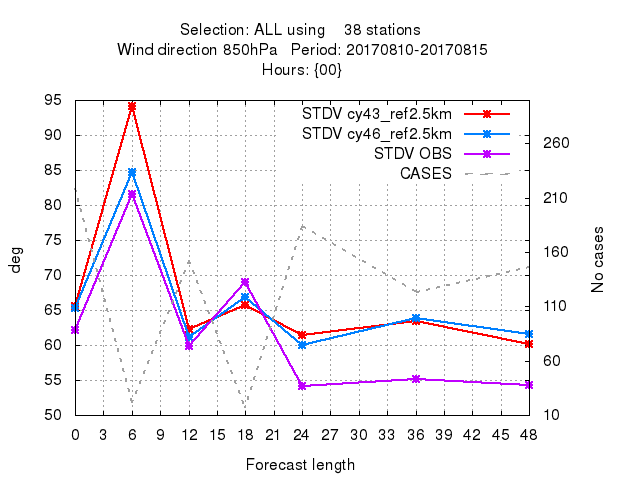 Selection: ALL using    38 stations
Wind direction 850hPa   Period: 20170810-20170815
Hours: {00}
STDV cy43_ref2.5km
STDV cy46_ref2.5km
STDV OBS
CASES
95
90
85
80
75
70
65
60
55
50
deg
260
210
160
110
60
10
No cases
0 3 6 9 12 15 18 21 24 27 30 33 36 39 42 45 48
Forecast length